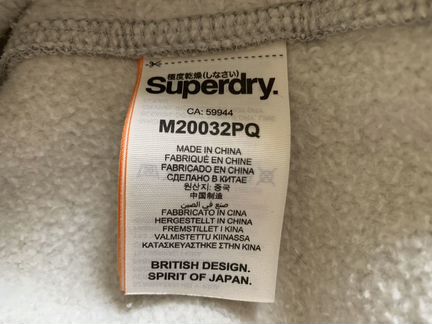 極度乾燥(しなさい)
Superdry.
CA: 59944
M20032PQ
MADE IN CHINA
FABRIQUÉ EN CHINE
FABRICADO EN CHINA
СДЕЛАНО В КИТАЕ
원산지: 중국
中国制造
صنع في الصين
FABBRICATO IN CINA
HERGESTELLT IN CHINA
FREMSTILLET I KINA
VALMISTETTU KIINASSA
ΚΑΤΑΣΚΕΥΑΣΤΗΚΕ ΣΤΗΝ ΚΙΝΑ
BRITISH DESIGN.
SPIRIT OF JAPAN.